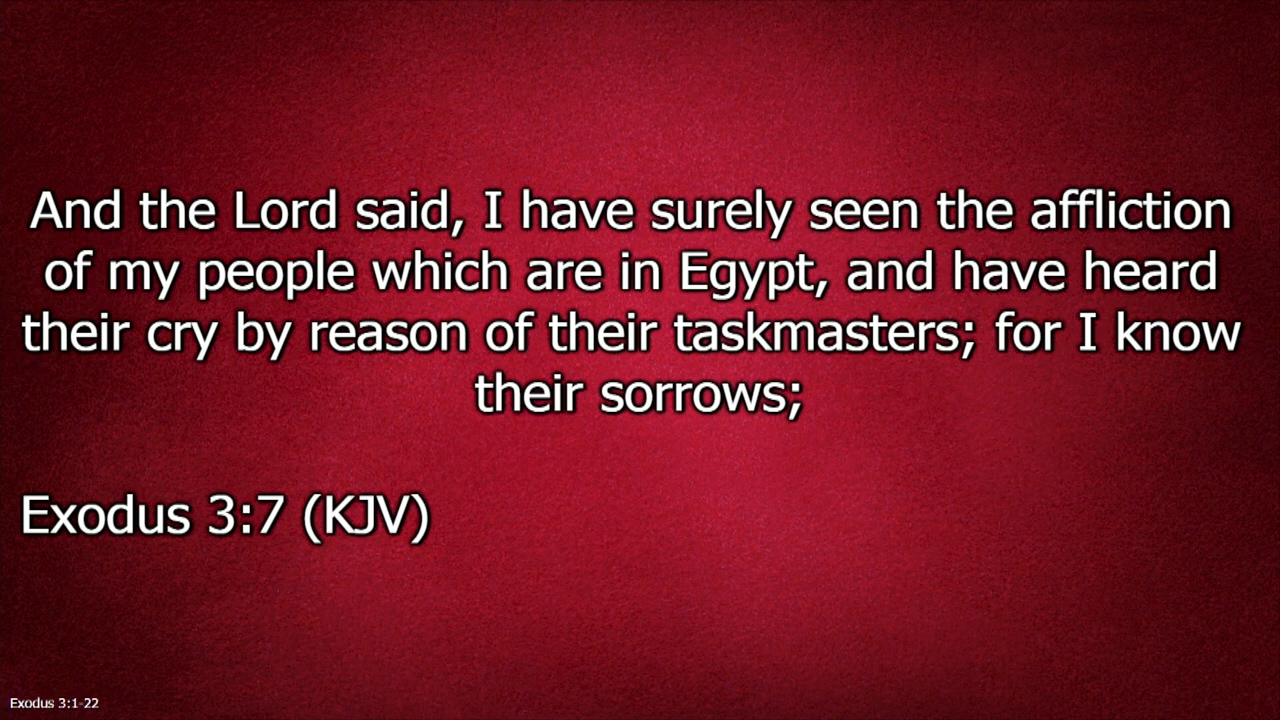 And the Lord said, I have surely seen the affliction
of my people which are in Egypt, and have heard
their cry by reason of their taskmasters; for I know
their sorrows;
Exodus 3:7 (KJV)
Exodus 3:1-22